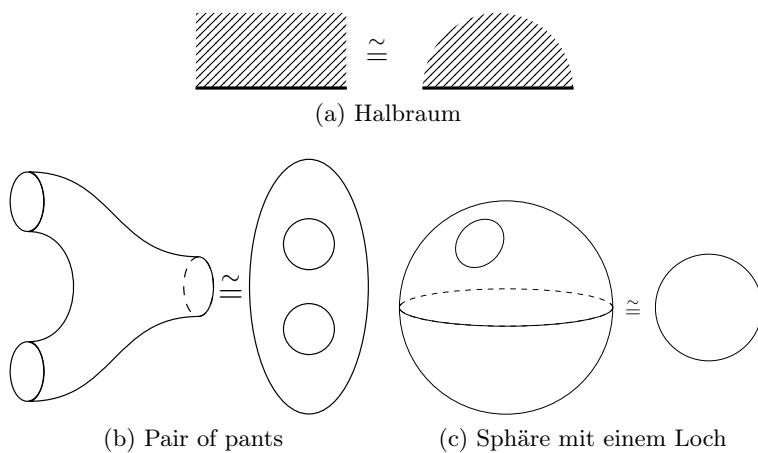 ≅
(a) Halbraum
≅
≅
(b) Pair of pants
(c) Sphäre mit einem Loch